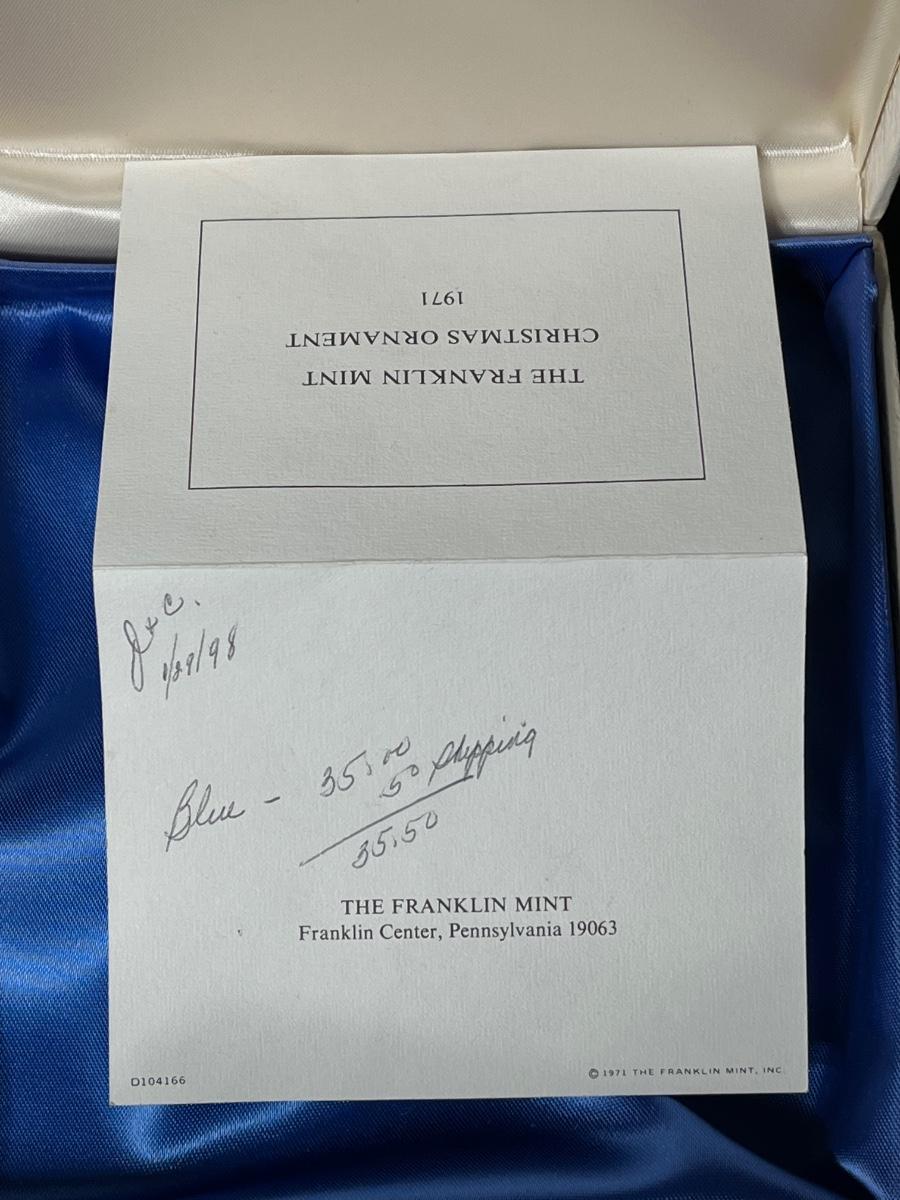 THE FRANKLIN MINT
CHRISTMAS ORNAMENT
1971
J & C.
1/29/98
Blue - 35.00
.50 Shipping
35.50
THE FRANKLIN MINT
Franklin Center, Pennsylvania 19063
D104166
© 1971 THE FRANKLIN MINT, INC.